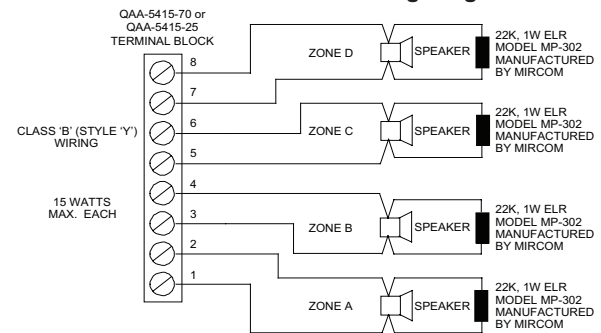 QAA-5415-70 or
QAA-5415-25
TERMINAL BLOCK
CLASS 'B' (STYLE 'Y')
WIRING
15 WATTS
MAX. EACH
8
7
6
5
4
3
2
1
ZONE D
SPEAKER
22K, 1W ELR
MODEL MP-302
MANUFACTURED
BY MIRCOM
ZONE C
SPEAKER
22K, 1W ELR
MODEL MP-302
MANUFACTURED
BY MIRCOM
ZONE B
SPEAKER
22K, 1W ELR
MODEL MP-302
MANUFACTURED
BY MIRCOM
ZONE A
SPEAKER
22K, 1W ELR
MODEL MP-302
MANUFACTURED
BY MIRCOM